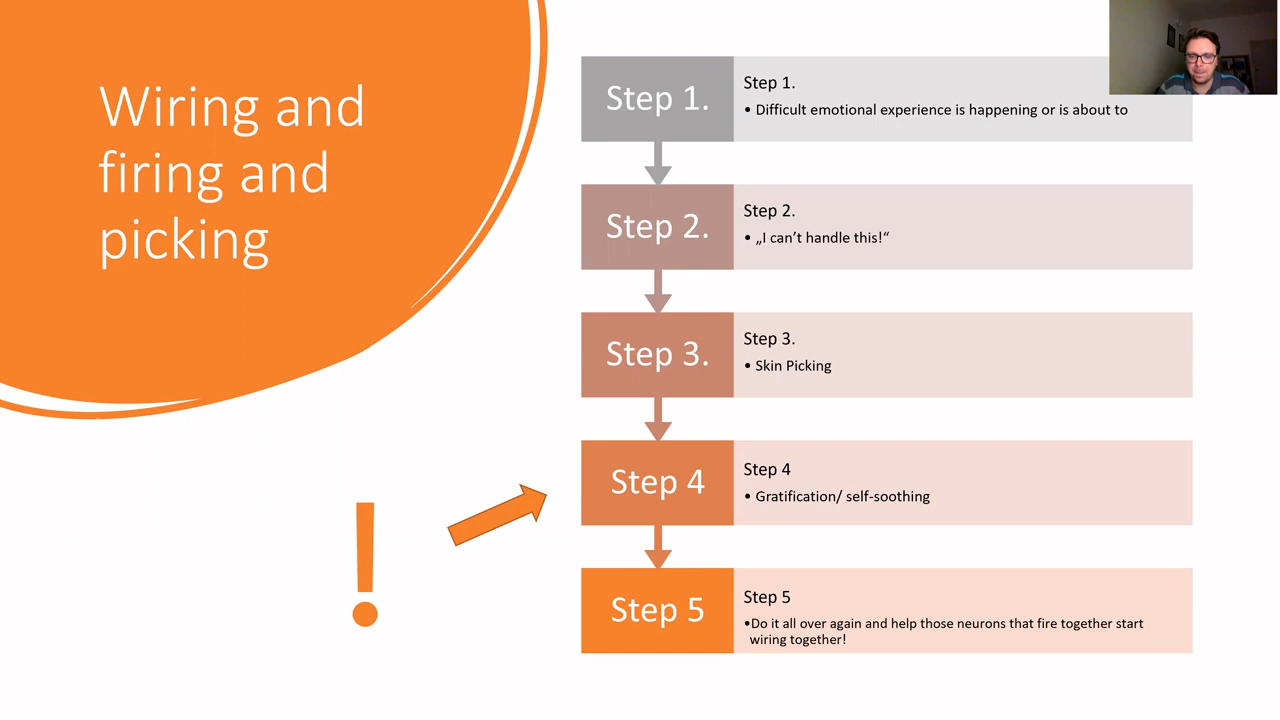 Wiring and
firing and
picking
Step 1.
Step 1.
• Difficult emotional experience is happening or is about to
Step 2.
Step 2.
• „I can’t handle this!“
Step 3.
Step 3.
• Skin Picking
Step 4
Step 4
• Gratification/ self-soothing
Step 5
Step 5
•Do it all over again and help those neurons that fire together start
wiring together!
!